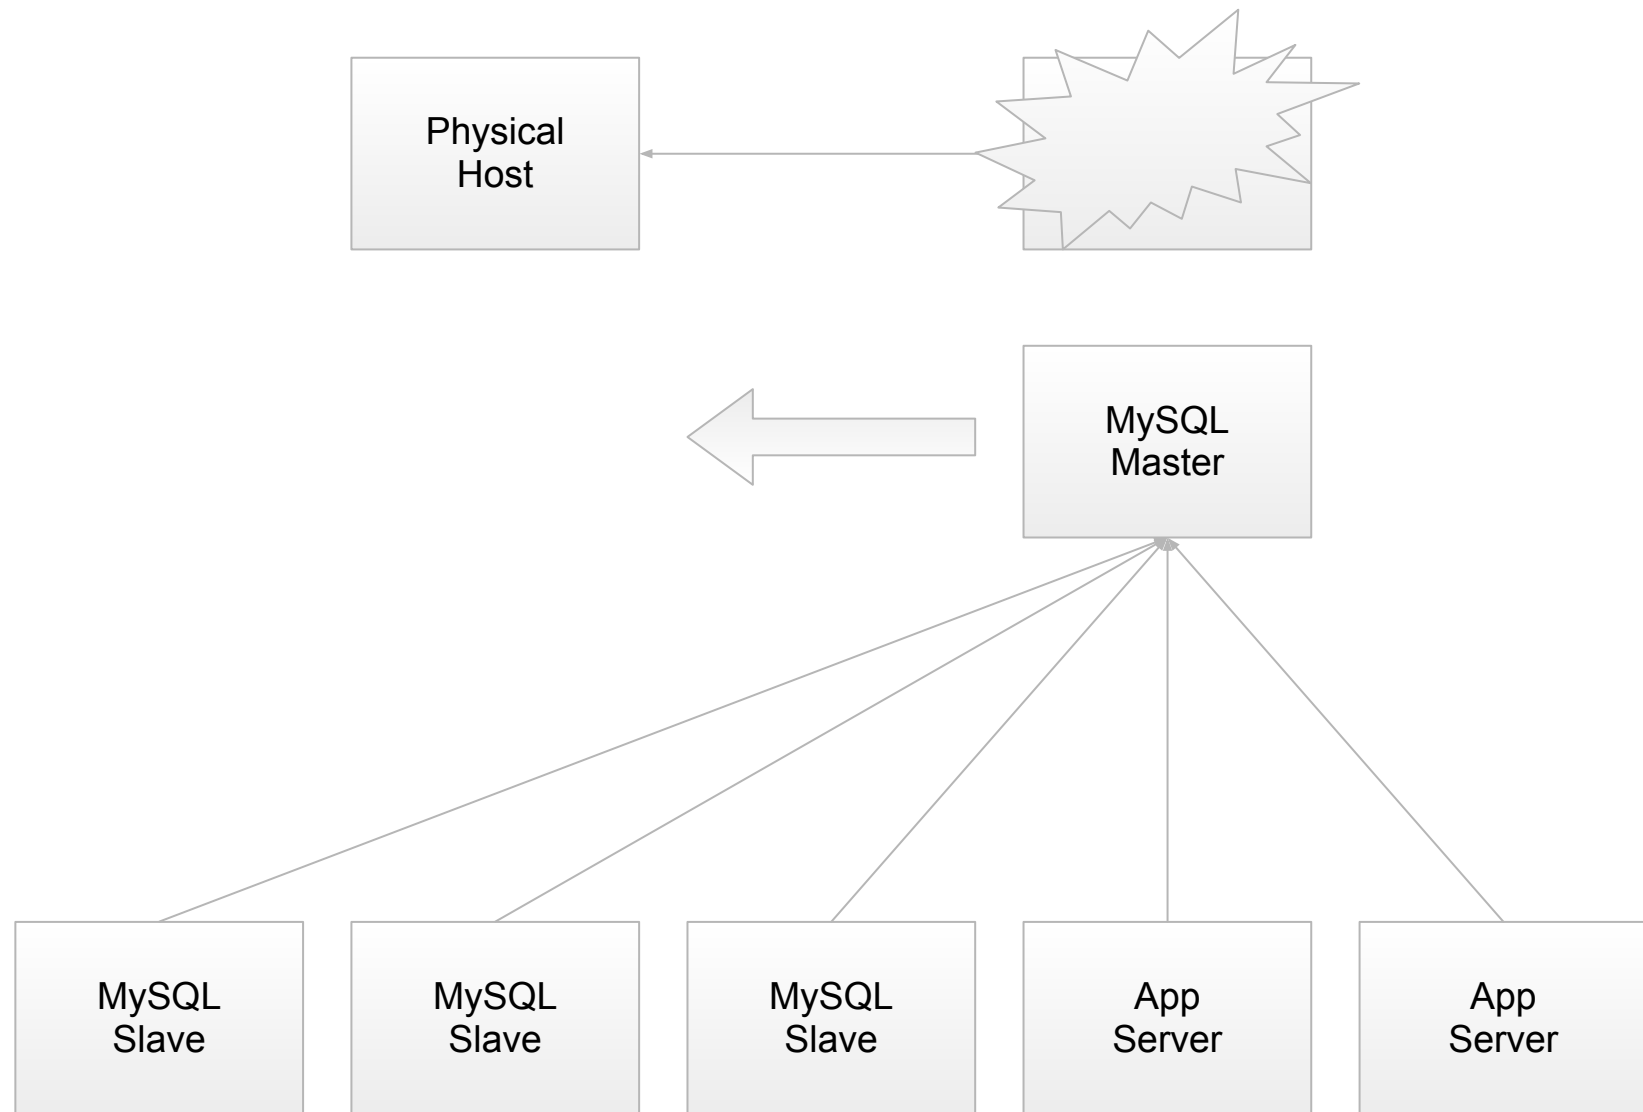 Physical
Host
MySQL
Master
MySQL
Slave
MySQL
Slave
MySQL
Slave
App
Server
App
Server